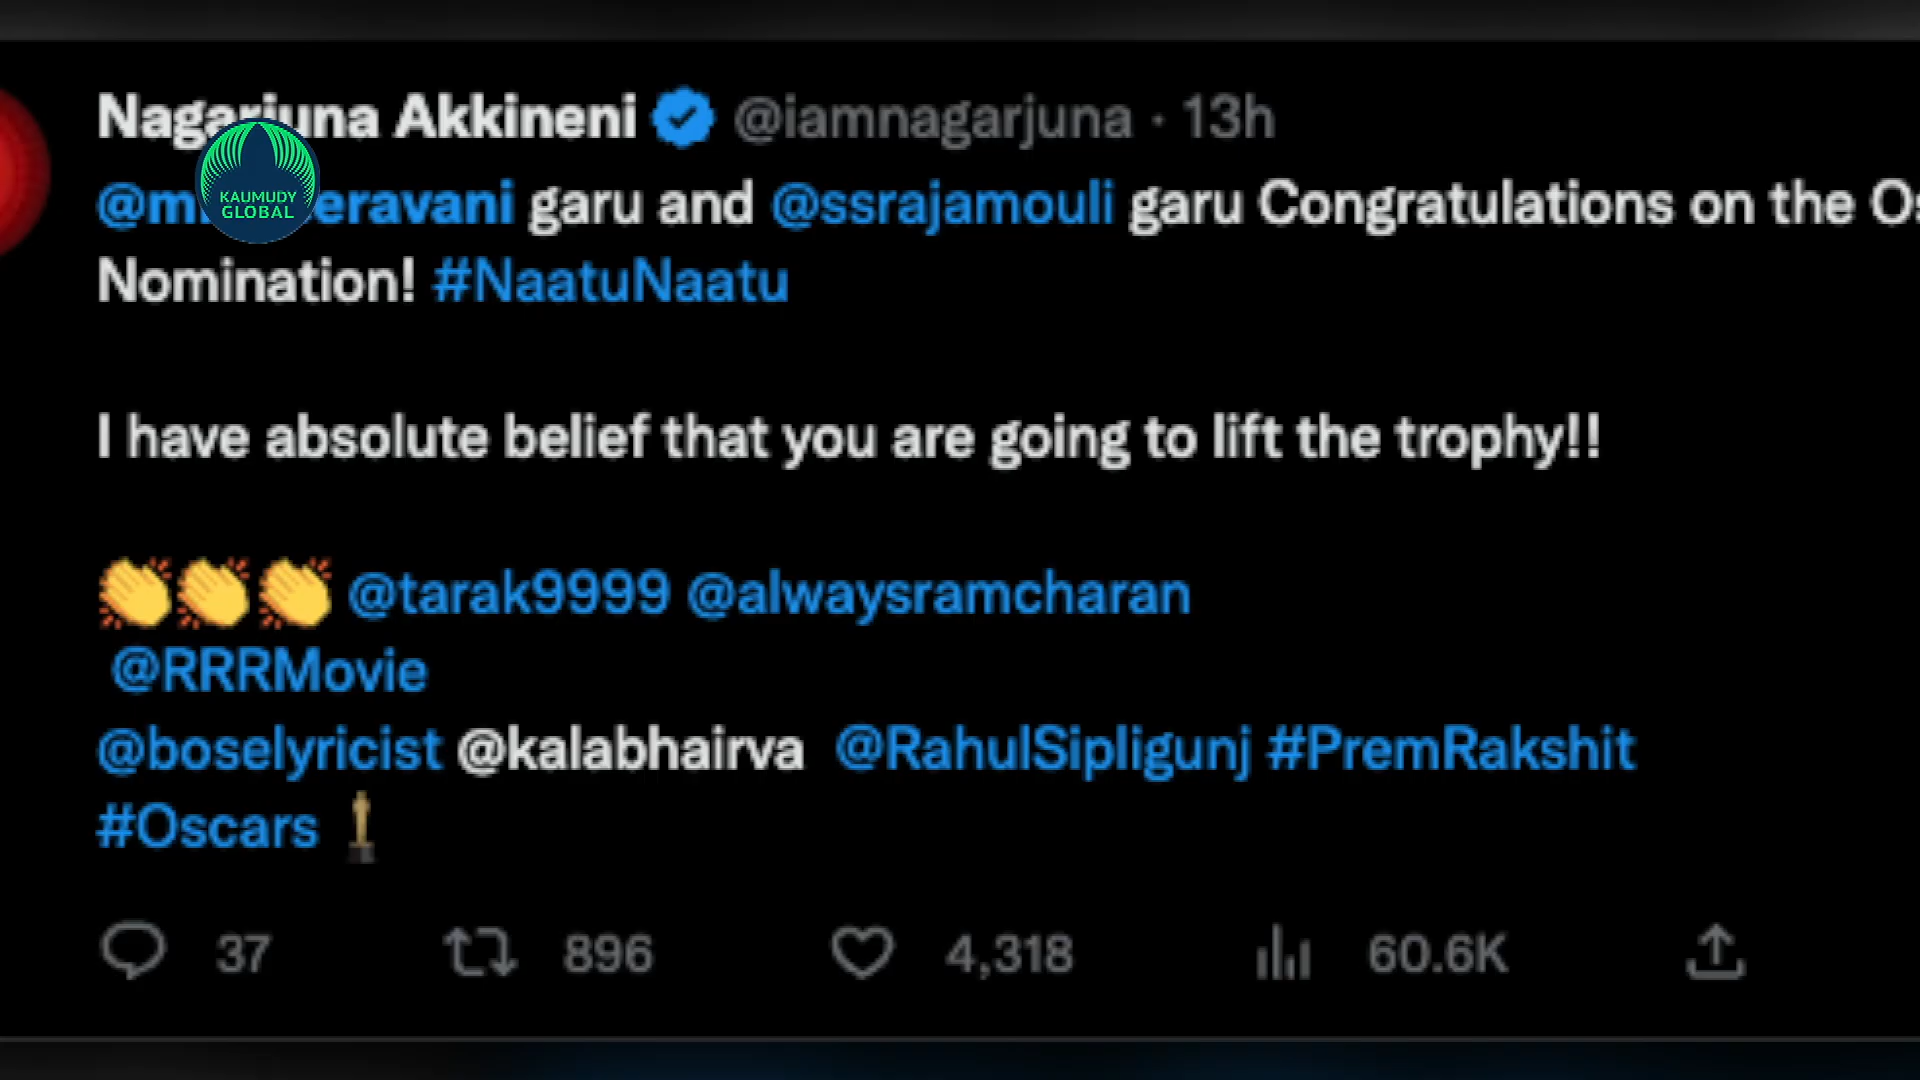 Nagarjuna Akkineni @iamnagarjuna · 13h
garu and @ssrajamouli garu Congratulations on the
Nomination! #NaatuNaatu
I have absolute belief that you are going to lift the trophy!!
👏👏👏 @tarak9999 @alwaysramcharan
@RRRMovie
@boselyricist @kalabhairva @RahulSipligunj #PremRakshit
#Oscars
37 896 4,318 60.6K
KAUMUDY
GLOBAL